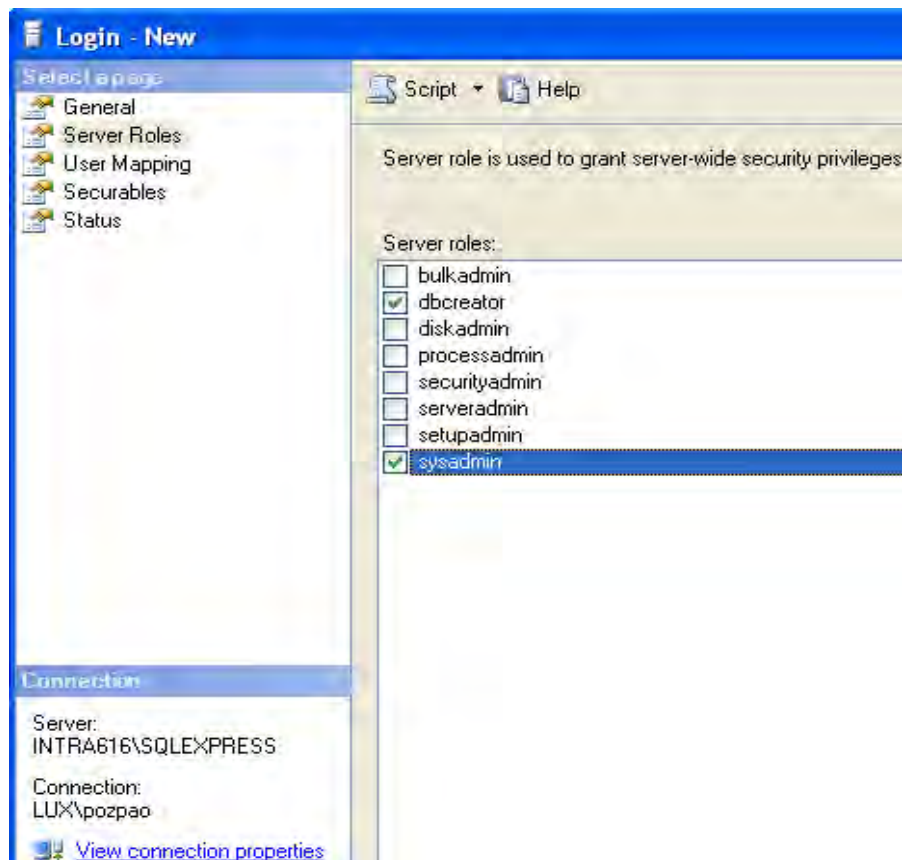 Login - New
Select a page
General
Server Roles
User Mapping
Securables
Status
Script
Help
Server role is used to grant server-wide security privileges
Server roles:
bulkadmin
dbcreator
diskadmin
processadmin
securityadmin
serveradmin
setupadmin
sysadmin
Connection
Server:
INTRA616\SQLEXPRESS
Connection:
LUX\pozpao
View connection properties